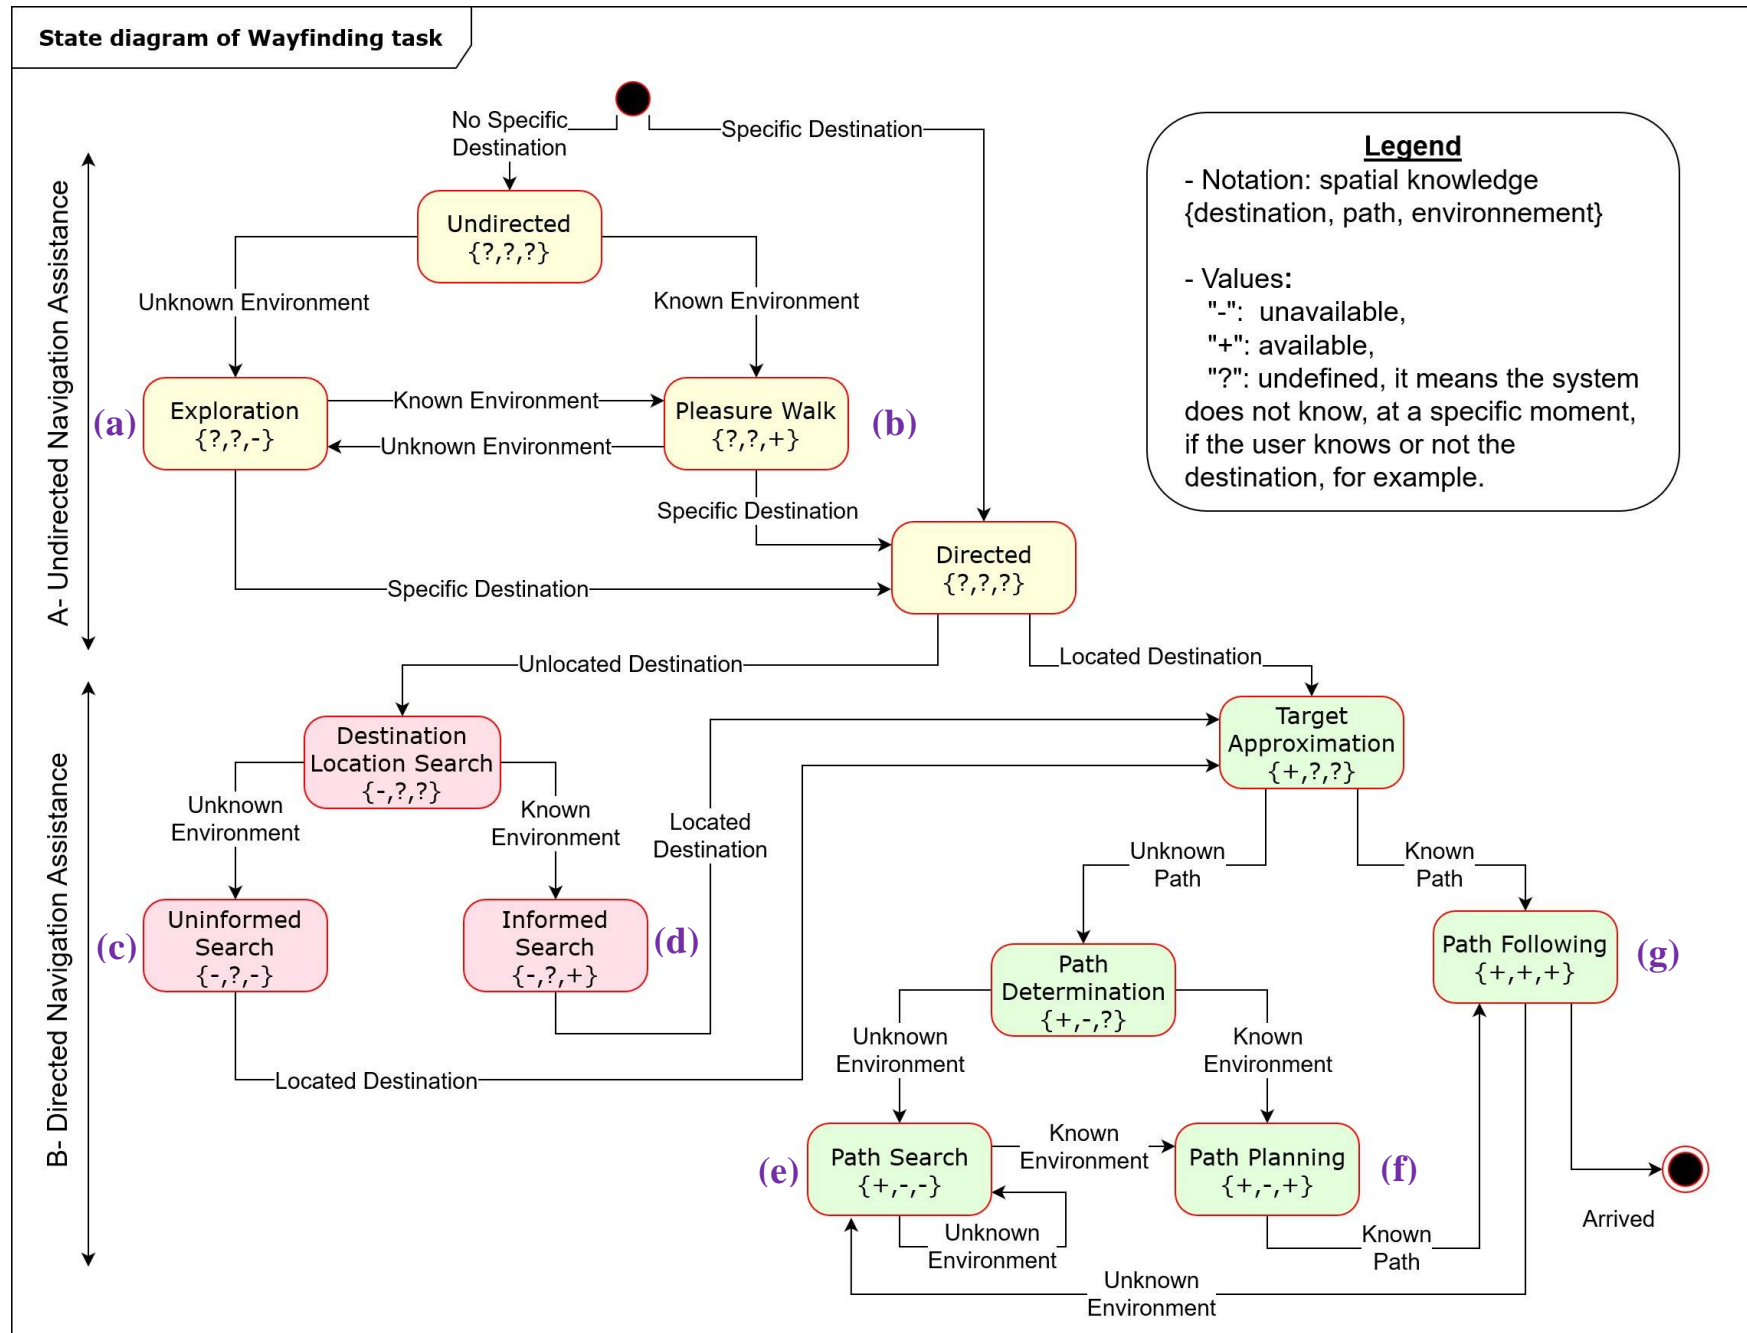 State diagram of Wayfinding task
No Specific
Destination
Specific Destination
Legend
- Notation: spatial knowledge
{destination, path, environnement}
- Values:
"-": unavailable,
"+": available,
"?": undefined, it means the system
does not know, at a specific moment,
if the user knows or not the
destination, for example.
A- Undirected Navigation Assistance
Undirected
{?,?,?}
Unknown Environment
Known Environment
(a)
Exploration
{?,?,-}
Known Environment
Unknown Environment
Pleasure Walk
{?,?,+}
(b)
Specific Destination
Specific Destination
Directed
{?,?,?}
Unlocated Destination
Located Destination
B- Directed Navigation Assistance
Destination
Location Search
{-,?,?}
Target
Approximation
{+,?,?}
Unknown
Environment
Known
Environment
Located
Destination
Unknown
Path
Known
Path
(c)
Uninformed
Search
{-,?,-}
Informed
Search
{-,?,+}
(d)
Path Following
{+,+,+}
(g)
Path
Determination
{+,-,?}
Located Destination
Unknown
Environment
Known
Environment
(e)
Path Search
{+,-,-}
Known
Environment
Path Planning
{+,-,+}
(f)
Unknown
Environment
Known
Path
Arrived
Unknown
Environment